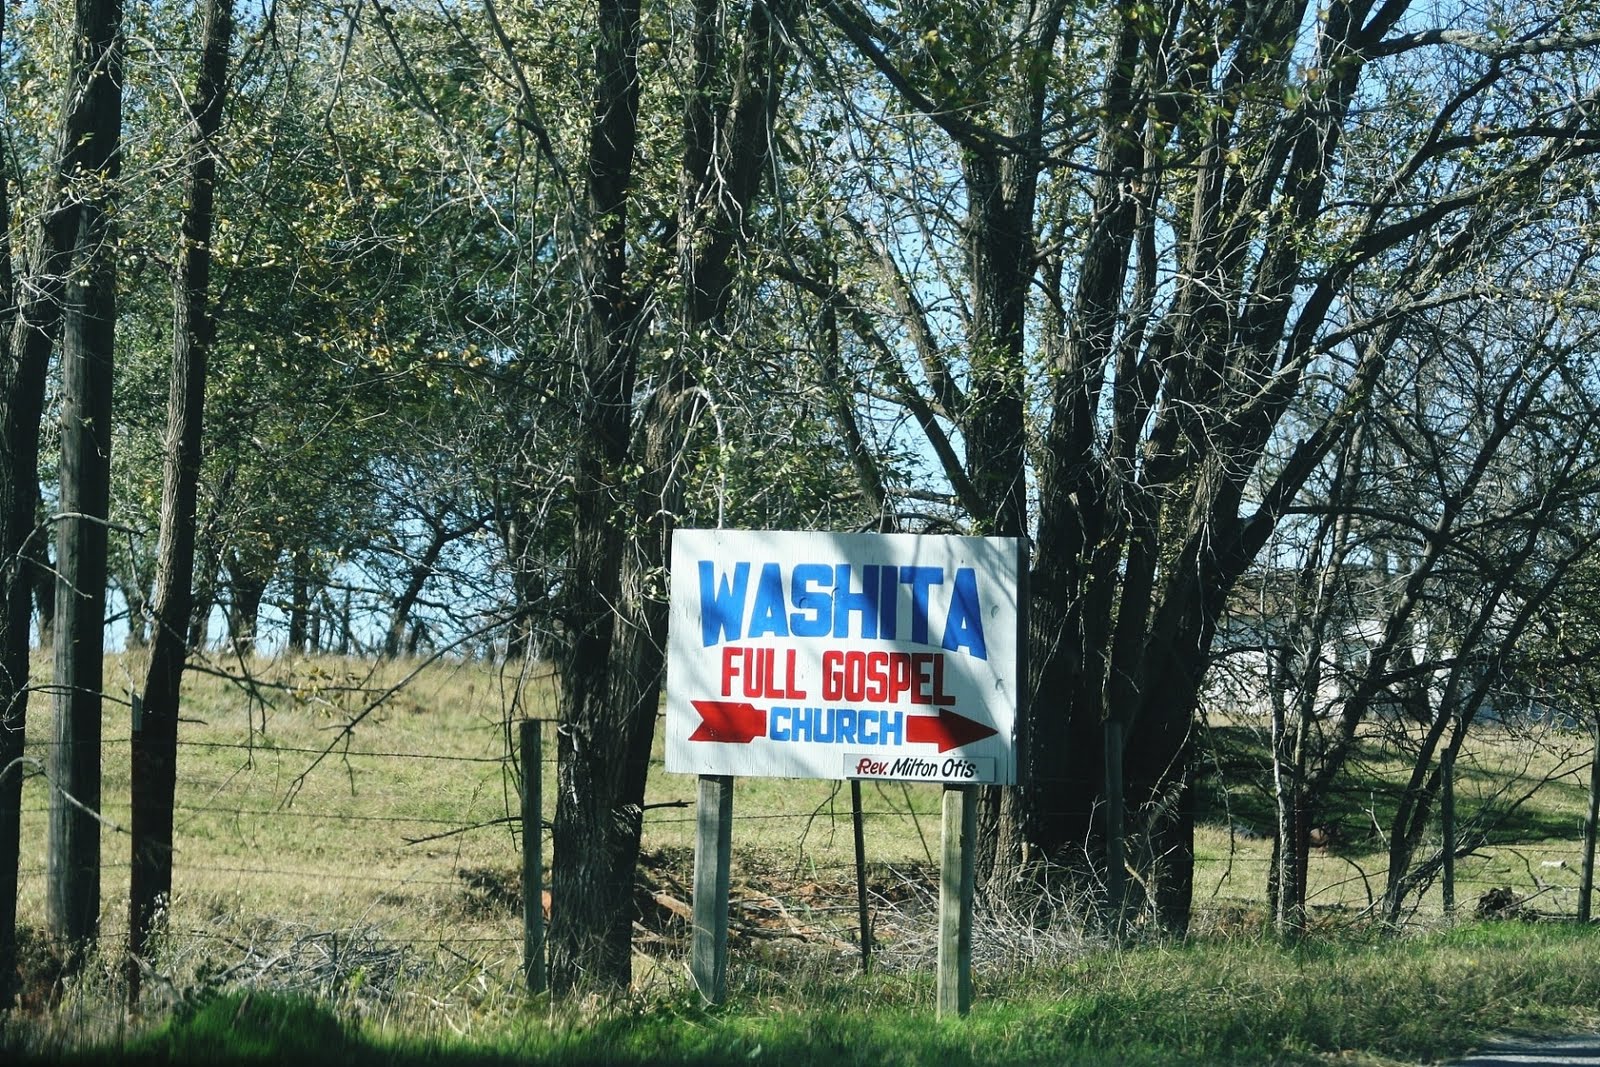 WASHITA
FULL GOSPEL
CHURCH
Rev. Milton Otis